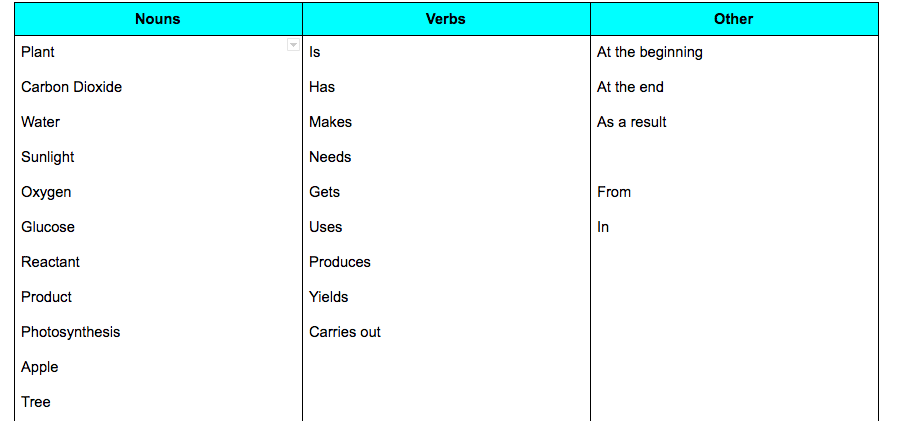 Nouns Verbs Other
Plant Is At the beginning
Carbon Dioxide Has At the end
Water Makes As a result
Sunlight Needs
Oxygen Gets From
Glucose Uses In
Reactant Produces
Product Yields
Photosynthesis Carries out
Apple
Tree